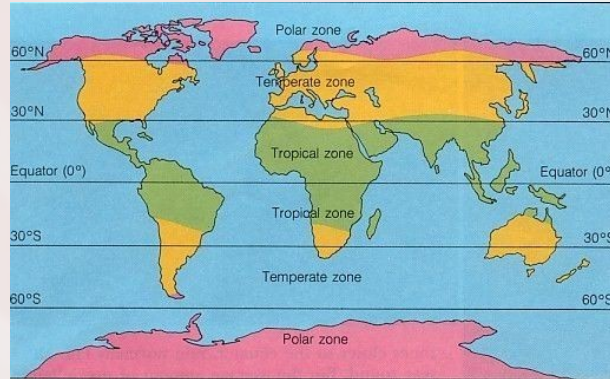 Polar zone
60°N 60°N
Temperate zone
30°N 30°N
Tropical zone
Equator (0°) Equator (0°)
Tropical zone
30°S 30°S
Temperate zone
60°S 60°S
Polar zone